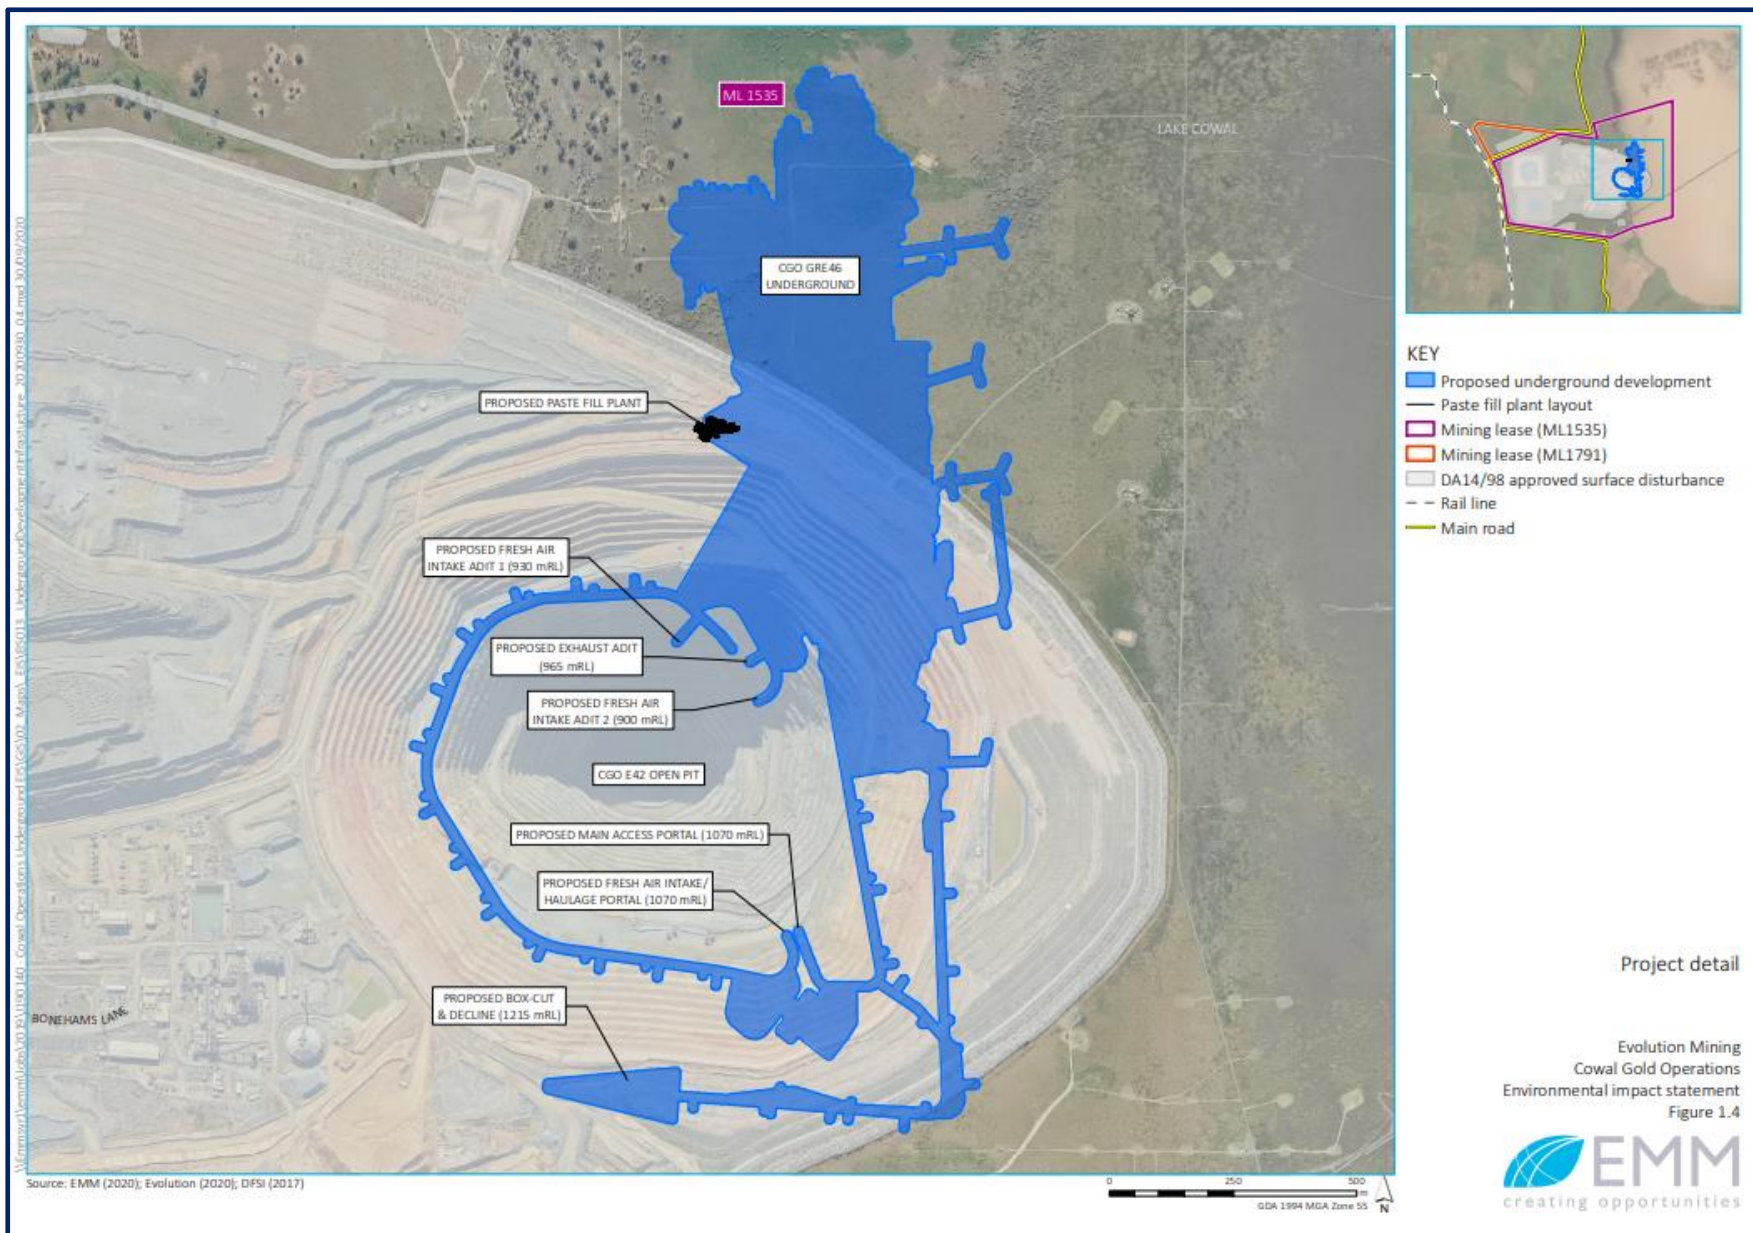 ML 1535
LAKE COWAL
CGO GRE46
UNDERGROUND
PROPOSED PASTE FILL PLANT
PROPOSED FRESH AIR
INTAKE ADIT 1 (930 mRL)
PROPOSED EXHAUST ADIT
(965 mRL)
PROPOSED FRESH AIR
INTAKE ADIT 2 (900 mRL)
CGO E42 OPEN PIT
PROPOSED MAIN ACCESS PORTAL (1070 mRL)
PROPOSED FRESH AIR INTAKE/
HAULAGE PORTAL (1070 mRL)
PROPOSED BOX-CUT
& DECLINE (1215 mRL)
BONEHAMS LANE
Source: EMM (2020); Evolution (2020); DFSI (2017)
0 250 500
m
GDA 1994 MGA Zone 55
N
KEY
Proposed underground development
Paste fill plant layout
Mining lease (ML1535)
Mining lease (ML1791)
DA14/98 approved surface disturbance
Rail line
Main road
Project detail
Evolution Mining
Cowal Gold Operations
Environmental impact statement
Figure 1.4
EMM
creating opportunities